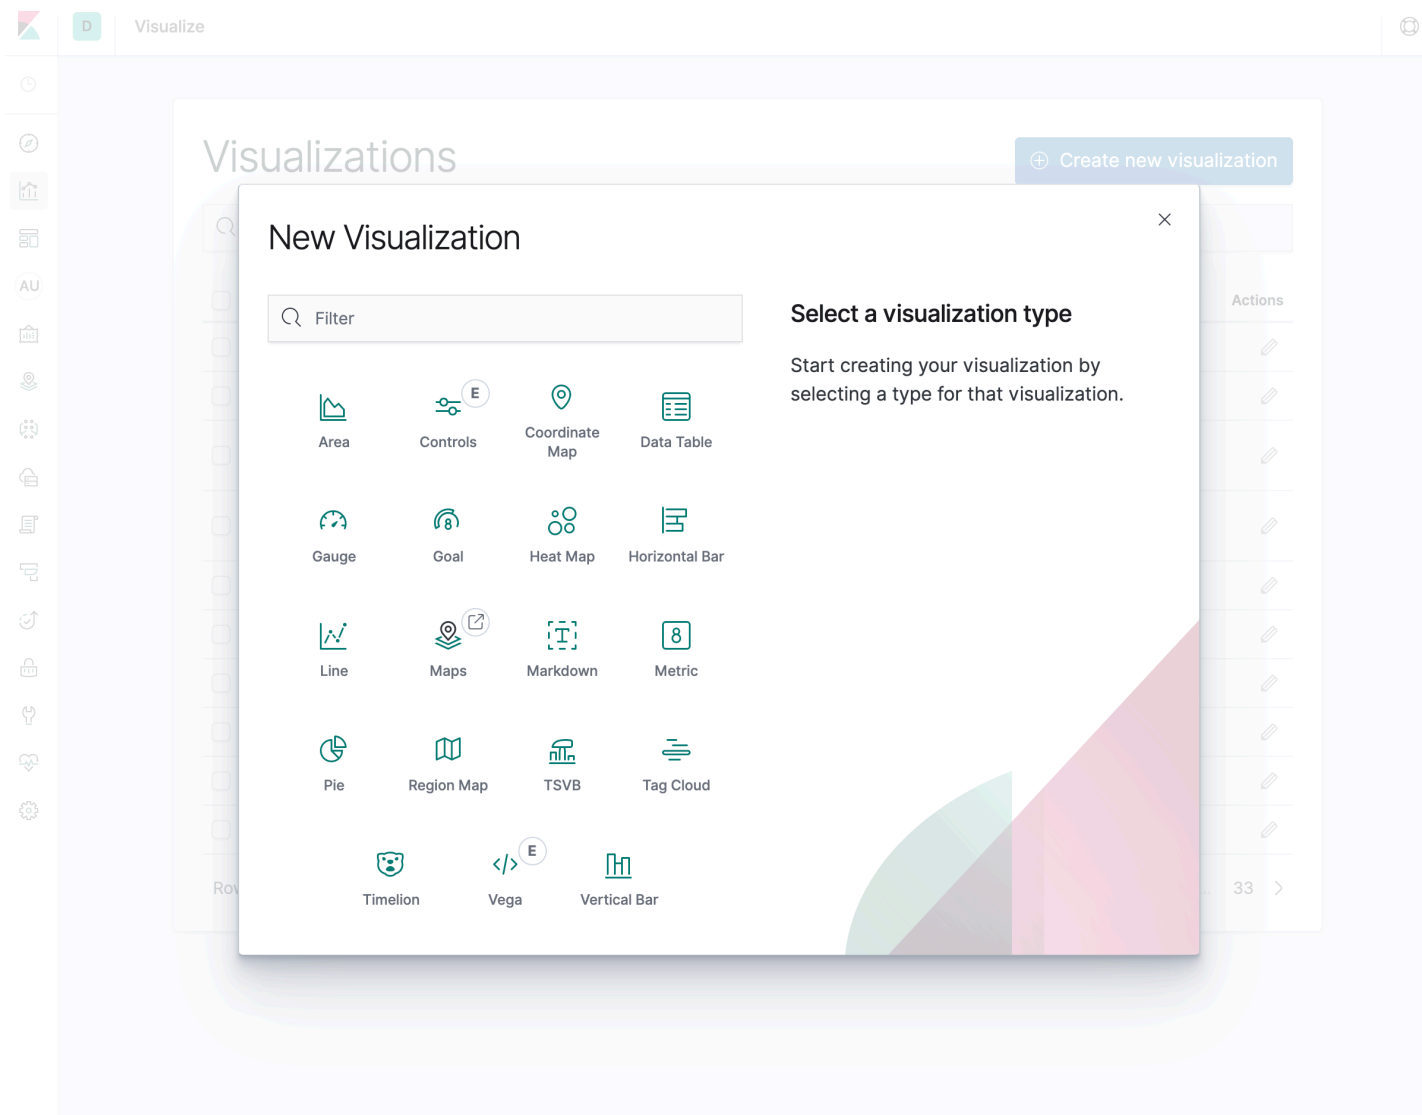 D
Visualize
Visualizations
Create new visualization
New Visualization
Filter
Select a visualization type
Start creating your visualization by
selecting a type for that visualization.
AU
Actions
E
Area
Controls
Coordinate
Map
Data Table
8
Gauge
Goal
Heat Map
Horizontal Bar
T
8
Line
Maps
Markdown
Metric
Pie
Region Map
TSVB
Tag Cloud
E
Timelion
Vega
Vertical Bar
33